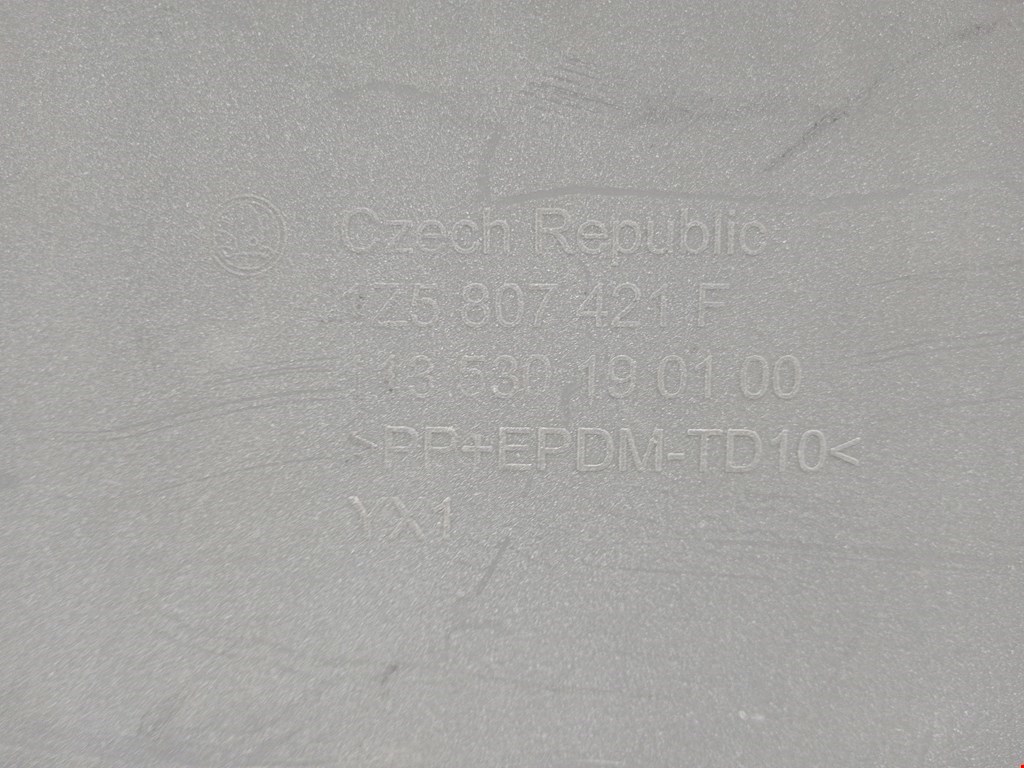 Czech Republic
1Z5 807 421 F
113.530 19 01 00
>PP+EPDM-TD10<
YX1